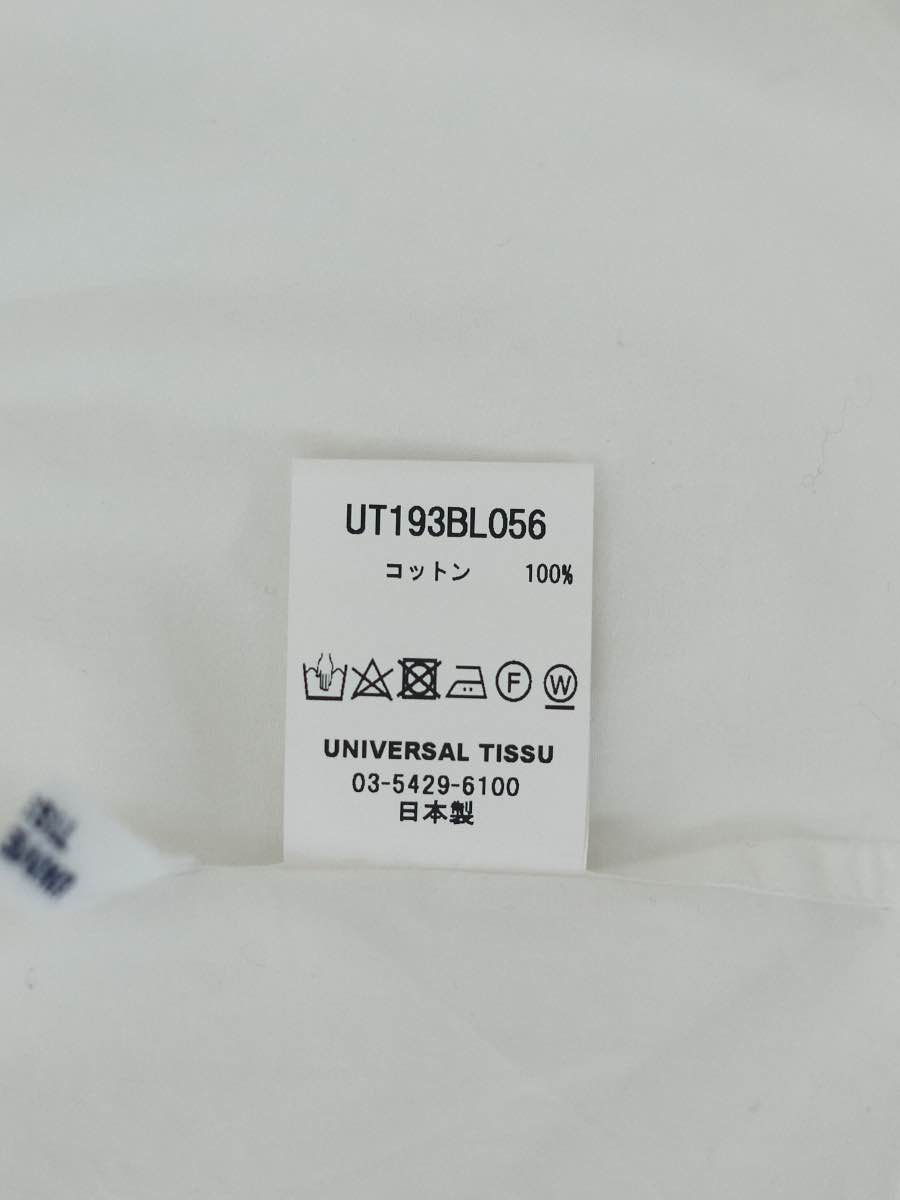 UT193BL056
コットン 100%
F W
UNIVERSAL TISSU
03-5429-6100
日本製